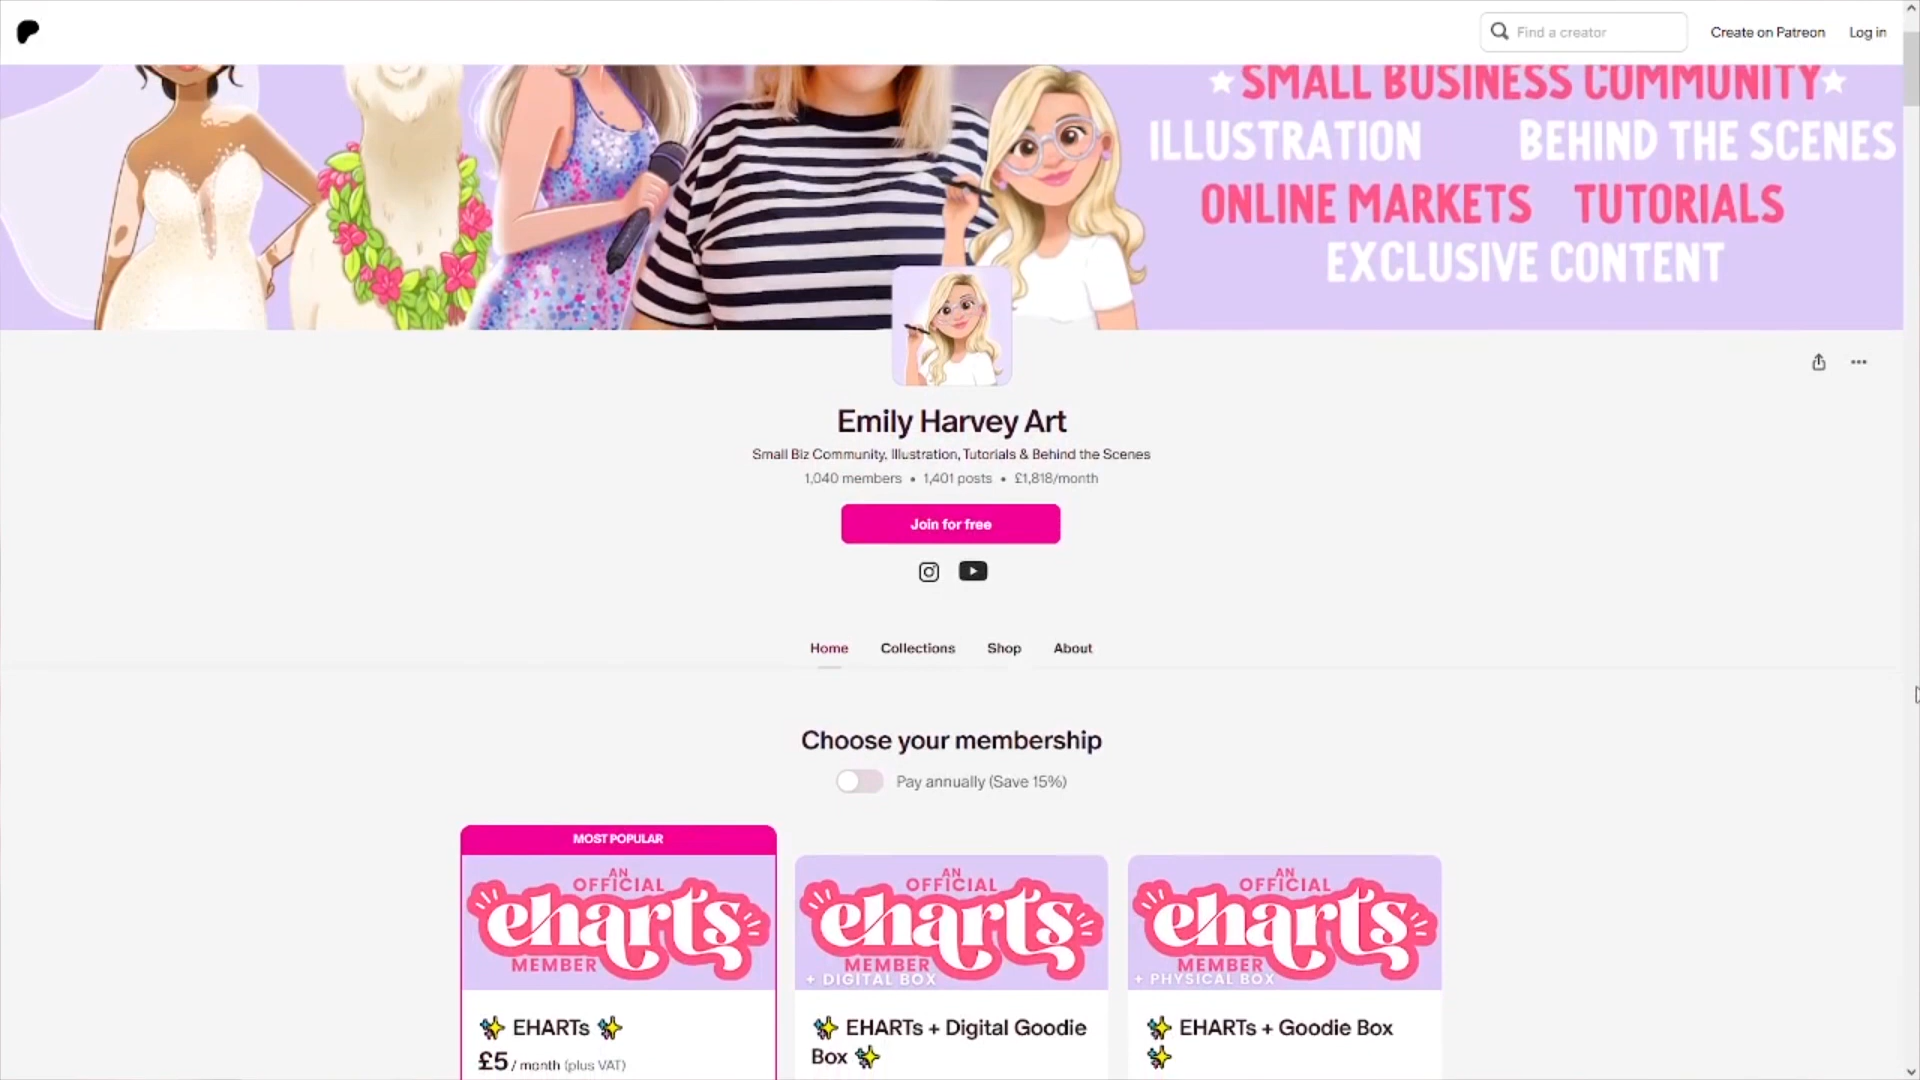 Find a creator
Create on Patreon
Log in
SMALL BUSINESS COMMUNITY
ILLUSTRATION BEHIND THE SCENES
ONLINE MARKETS TUTORIALS
EXCLUSIVE CONTENT
Emily Harvey Art
Small Biz Community, Illustration, Tutorials & Behind the Scenes
1,040 members • 1,401 posts • £1,818/month
Join for free
Home Collections Shop About
Choose your membership
Pay annually (Save 15%)
MOST POPULAR
AN
OFFICIAL
eharts
MEMBER
✨ EHARTs ✨
£5 / month (plus VAT)
AN
OFFICIAL
eharts
MEMBER
+ DIGITAL BOX
✨ EHARTs + Digital Goodie
Box ✨
AN
OFFICIAL
eharts
MEMBER
+ PHYSICAL BOX
✨ EHARTs + Goodie Box
✨